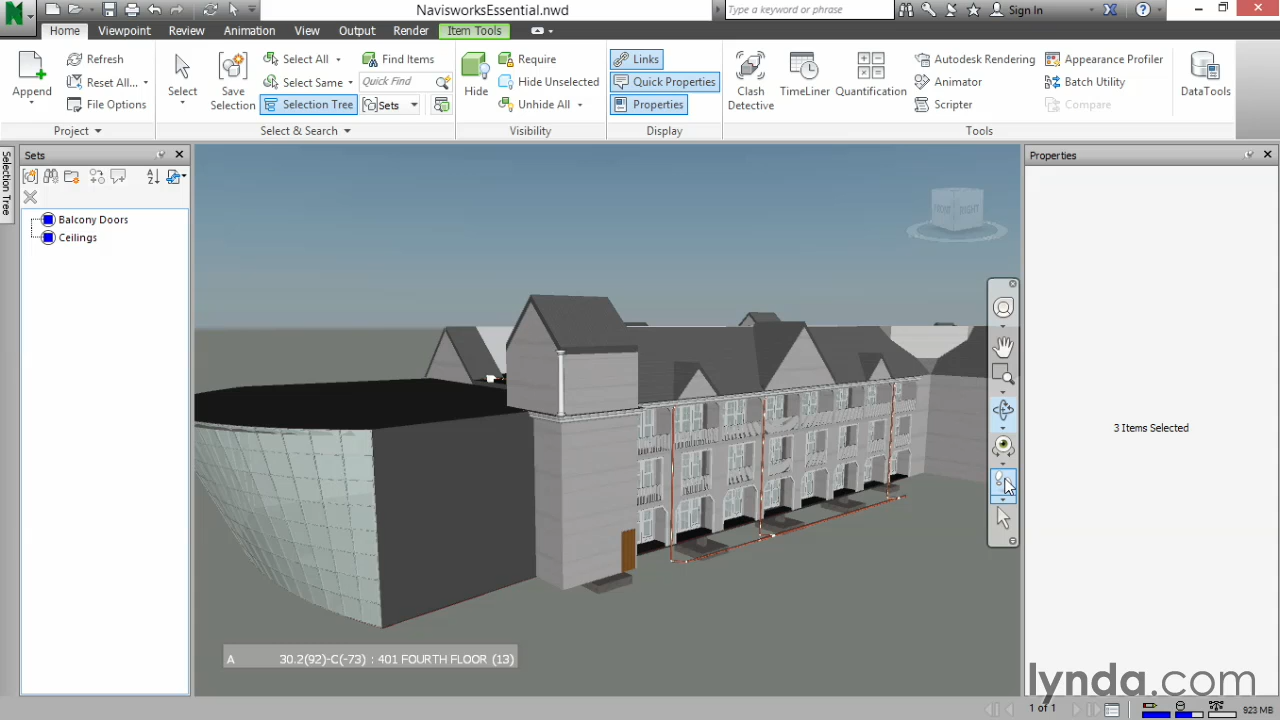 NavisworksEssential.nwd
Type a keyword or phrase
Sign In
Home
Viewpoint
Review
Animation
View
Output
Render
Item Tools
Append
Refresh
Reset All...
File Options
Project
Select
Save Selection
Select All
Select Same
Selection Tree
Find Items
Quick Find
Sets
Select & Search
Hide
Require
Hide Unselected
Unhide All
Visibility
Links
Quick Properties
Properties
Display
Clash Detective
TimeLiner
Quantification
Autodesk Rendering
Animator
Scripter
Appearance Profiler
Batch Utility
Compare
DataTools
Tools
Selection Tree
Sets
Balcony Doors
Ceilings
Properties
3 Items Selected
RIGHT
A 30.2(92)-C(-73) : 401 FOURTH FLOOR (13)
lynda.com
1 of 1
923 MB